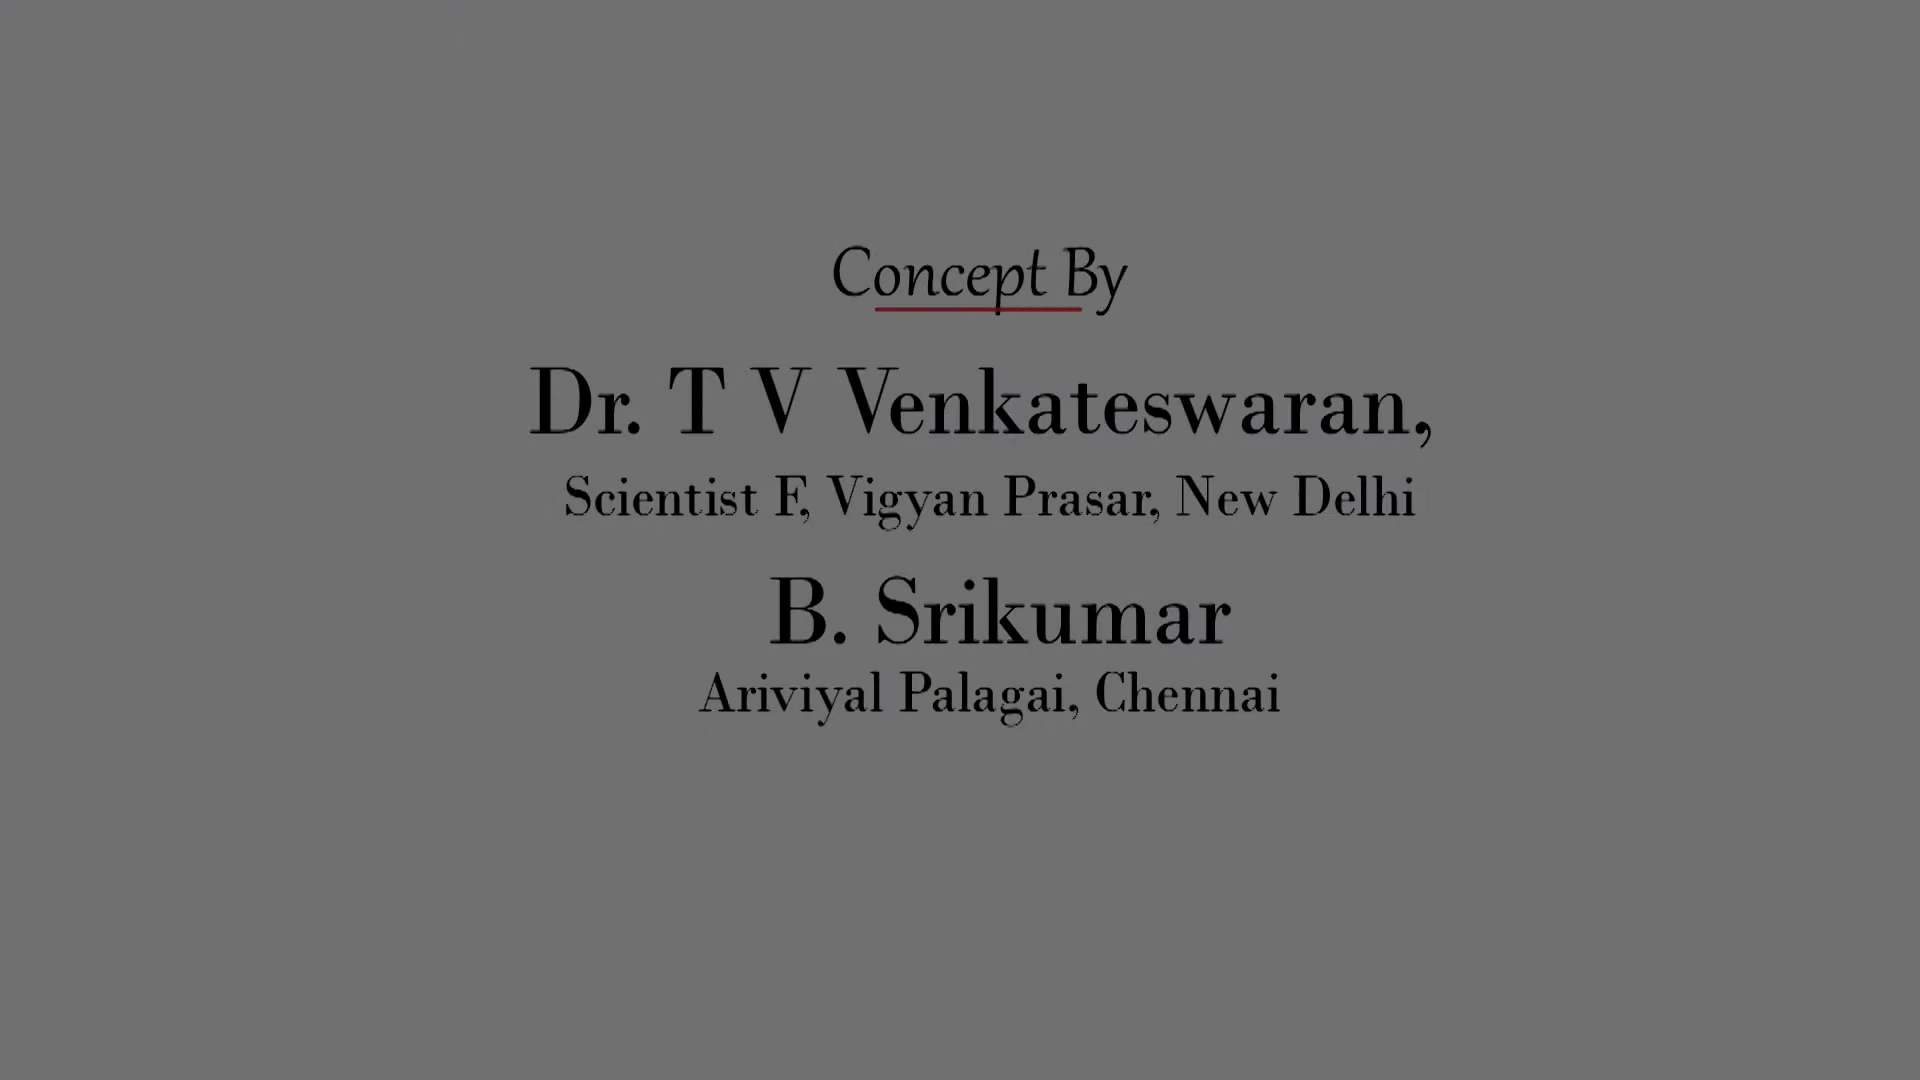 Concept By
Dr. T V Venkateswaran,
Scientist F, Vigyan Prasar, New Delhi
B. Srikumar
Ariviyal Palagai, Chennai